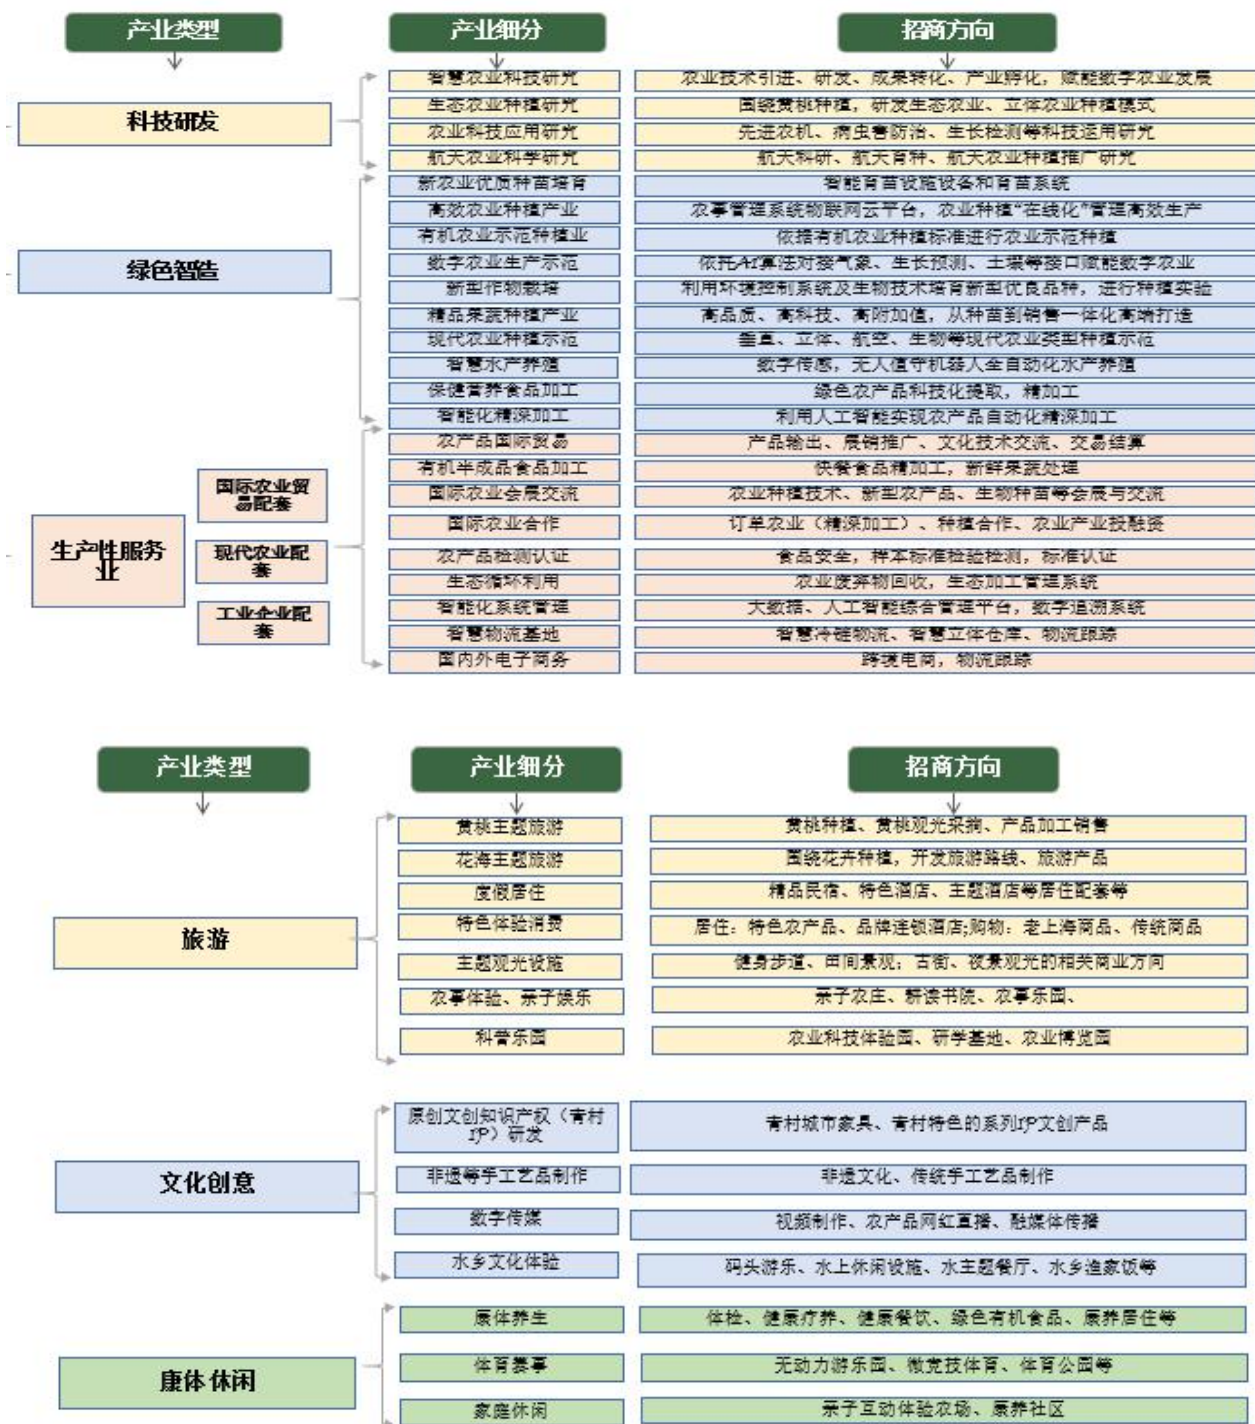 产业类型 产业细分 招商方向
科技研发
智慧农业科技研究 农业技术引进、研发、成果转化、产业孵化，赋能数字农业发展
生态农业种植研究 围绕黄桃种植，研发生态农业、立体农业种植模式
农业科技应用研究 先进农机、病虫害防治、生长检测等科技运用研究
航天农业科学研究 航天科研、航天育种、航天农业种植推广研究
绿色智造
新农业优质种苗培育 智能育苗设施设备和育苗系统
高效农业种植产业 农事管理系统物联网云平台，农业种植“在线化”管理高效生产
有机农业示范种植业 依据有机农业种植标准进行农业示范种植
数字农业生产示范 依托AI算法对接气象、生长预测、土壤等接口赋能数字农业
新型作物栽培 利用环境控制系统及生物技术培育新型优良品种，进行种植实验
精品果蔬种植产业 高品质、高科技、高附加值，从种苗到销售一体化高端打造
现代农业种植示范 垂直、立体、航空、生物等现代农业类型种植示范
智慧水产养殖 数字传感，无人值守机器人全自动化水产养殖
保健营养食品加工 绿色农产品科技化提取，精加工
智能化精深加工 利用人工智能实现农产品自动化精深加工
生产性服务
业
国际农业贸
易配套
现代农业配
套
工业企业配
套
农产品国际贸易 产品输出、展销推广、文化技术交流、交易结算
有机半成品食品加工 快餐食品精加工，新鲜果蔬处理
国际农业会展交流 农业种植技术、新型农产品、生物种苗等会展与交流
国际农业合作 订单农业（精深加工）、种植合作、农业产业投融资
农产品检测认证 食品安全，样本标准检验检测，标准认证
生态循环利用 农业废弃物回收，生态加工管理系统
智能化系统管理 大数据、人工智能综合管理平台，数字追溯系统
智慧物流基地 智慧冷链物流、智慧立体仓库、物流跟踪
国内外电子商务 跨境电商，物流跟踪
产业类型 产业细分 招商方向
旅游
黄桃主题旅游 黄桃种植、黄桃观光采摘、产品加工销售
花海主题旅游 围绕花卉种植，开发旅游路线、旅游产品
度假居住 精品民宿、特色酒店、主题酒店等居住配套等
特色体验消费 居住：特色农产品、品牌连锁酒店;购物：老上海商品、传统商品
主题观光设施 健身步道、田间景观；古街、夜景观光的相关商业方向
农事体验、亲子娱乐 亲子农庄、耕读书院、农事乐园、
科普乐园 农业科技体验园、研学基地、农业博览园
文化创意
原创文创知识产权（青村
IP）研发
青村城市家具、青村特色的系列IP文创产品
非遗等手工艺品制作 非遗文化、传统手工艺品制作
数字传媒 视频制作、农产品网红直播、融媒体传播
水乡文化体验 码头游乐、水上休闲设施、水主题餐厅、水乡渔家饭等
康体休闲
康体养生 体检、健康疗养、健康餐饮、绿色有机食品、康养居住等
体育赛事 无动力游乐园、微竞技体育、体育公园等
家庭休闲 亲子互动体验农场、康养社区